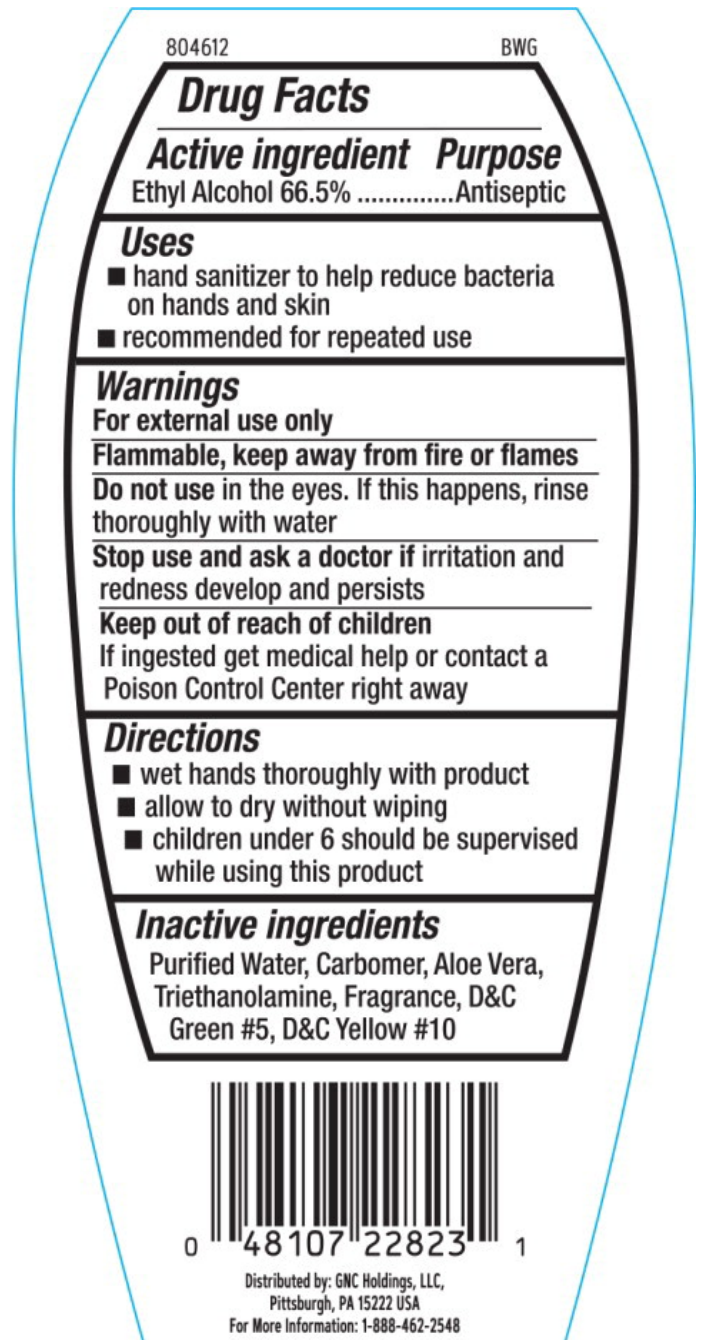 804612 BWG
Drug Facts
Active ingredient Purpose
Ethyl Alcohol 66.5% ..............Antiseptic
Uses
■ hand sanitizer to help reduce bacteria
on hands and skin
■ recommended for repeated use
Warnings
For external use only
Flammable, keep away from fire or flames
Do not use in the eyes. If this happens, rinse
thoroughly with water
Stop use and ask a doctor if irritation and
redness develop and persists
Keep out of reach of children
If ingested get medical help or contact a
Poison Control Center right away
Directions
■ wet hands thoroughly with product
■ allow to dry without wiping
■ children under 6 should be supervised
while using this product
Inactive ingredients
Purified Water, Carbomer, Aloe Vera,
Triethanolamine, Fragrance, D&C
Green #5, D&C Yellow #10
0 48107 22823 1
Distributed by: GNC Holdings, LLC,
Pittsburgh, PA 15222 USA
For More Information: 1-888-462-2548